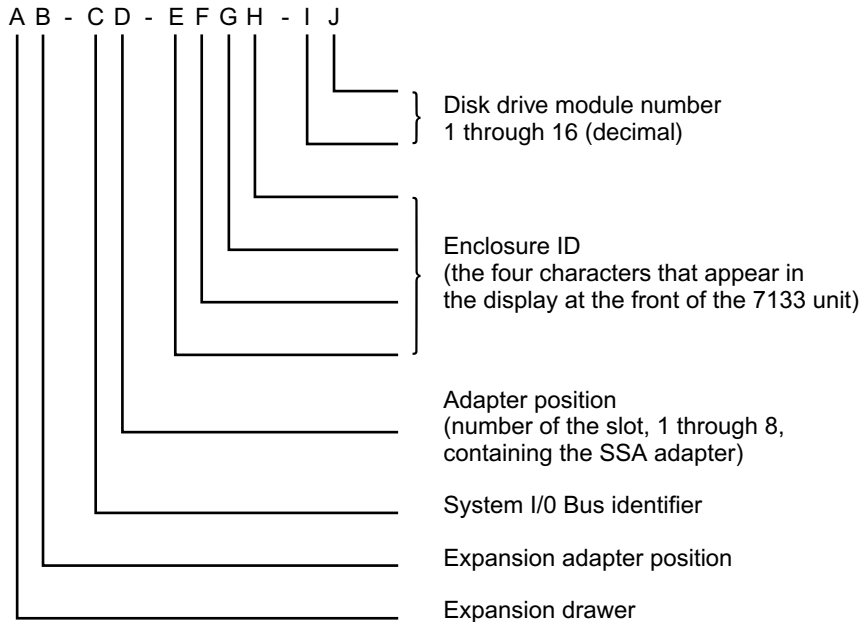 A B - C D - E F G H - I J
Disk drive module number
1 through 16 (decimal)
Enclosure ID
(the four characters that appear in
the display at the front of the 7133 unit)
Adapter position
(number of the slot, 1 through 8,
containing the SSA adapter)
System I/0 Bus identifier
Expansion adapter position
Expansion drawer